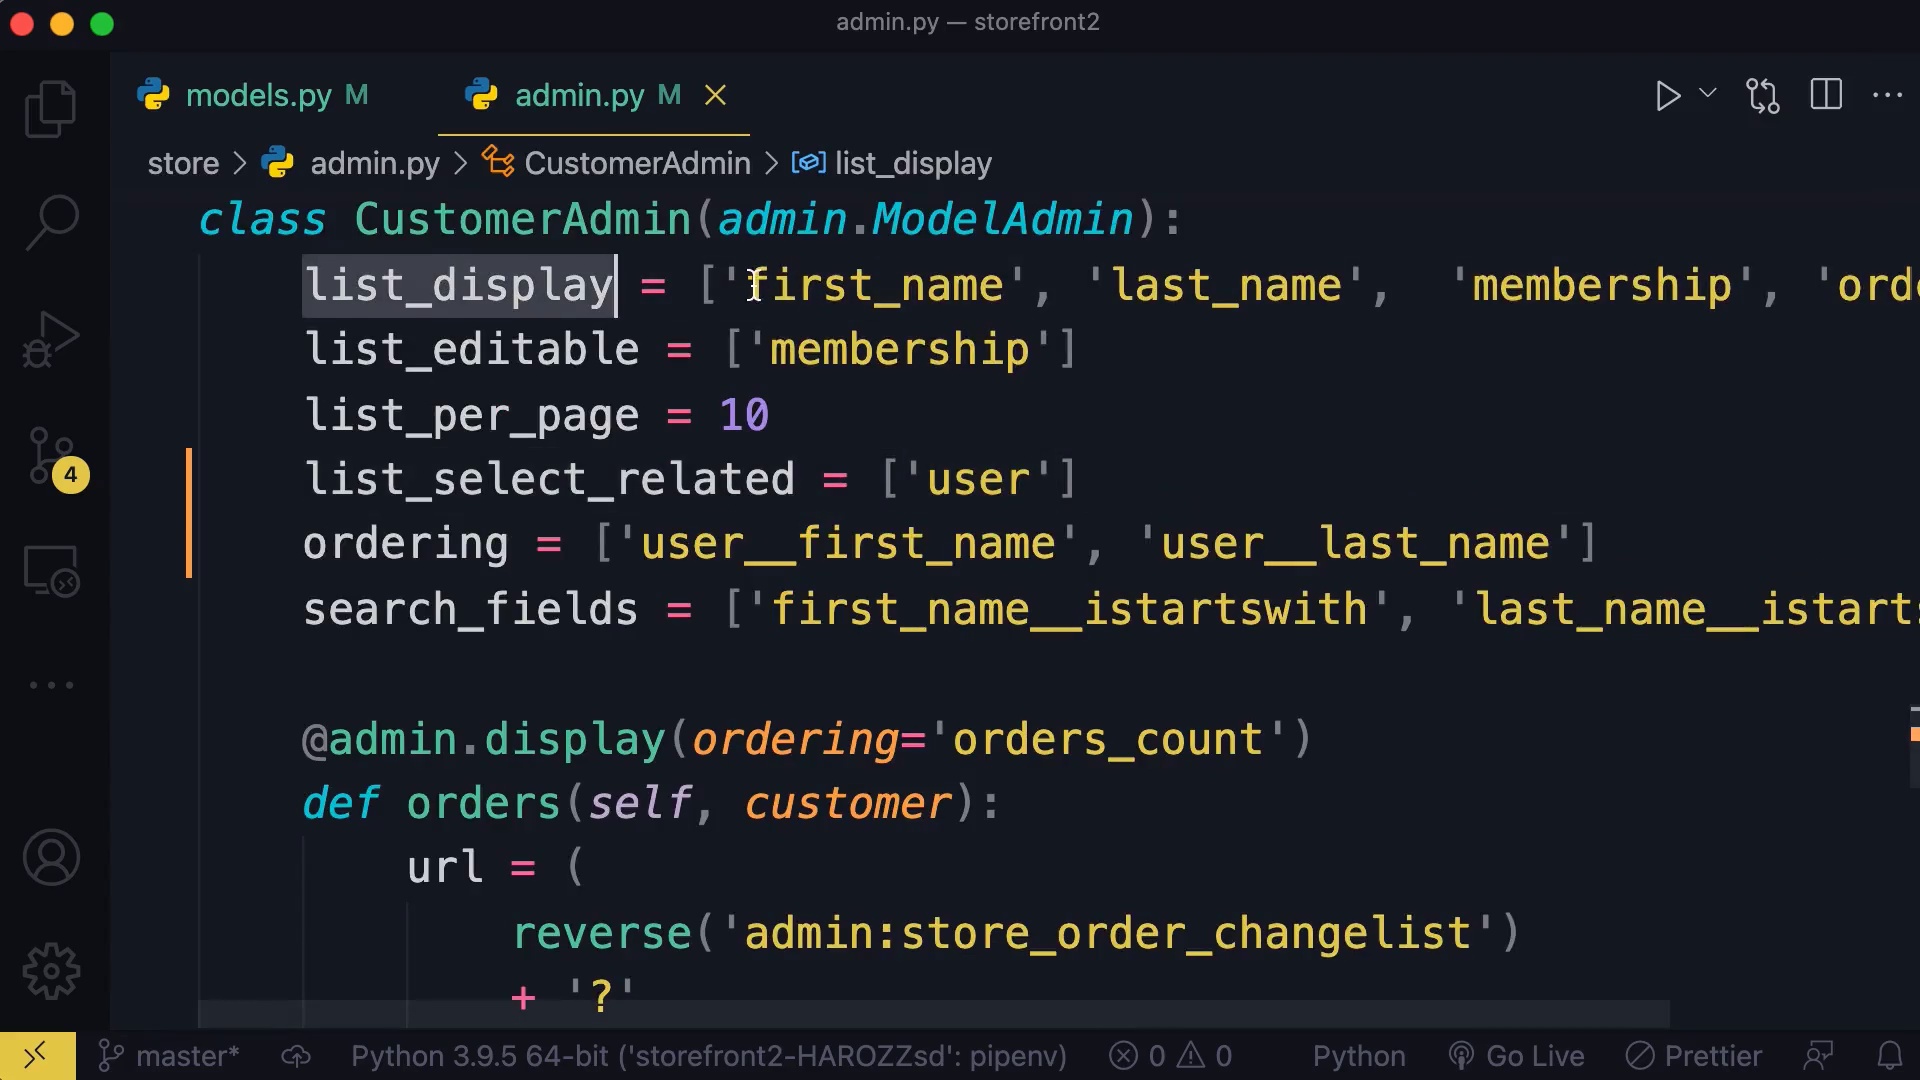 admin.py — storefront2
models.py M admin.py M
store > admin.py > CustomerAdmin > list_display
class CustomerAdmin(admin.ModelAdmin):
list_display = ['first_name', 'last_name', 'membership', 'ord
list_editable = ['membership']
list_per_page = 10
list_select_related = ['user']
ordering = ['user__first_name', 'user__last_name']
search_fields = ['first_name__istartswith', 'last_name__istarts
@admin.display(ordering='orders_count')
def orders(self, customer):
url = (
reverse('admin:store_order_changelist')
+ '?'
4
master* Python 3.9.5 64-bit ('storefront2-HAROZZsd': pipenv) 0 0 Python Go Live Prettier